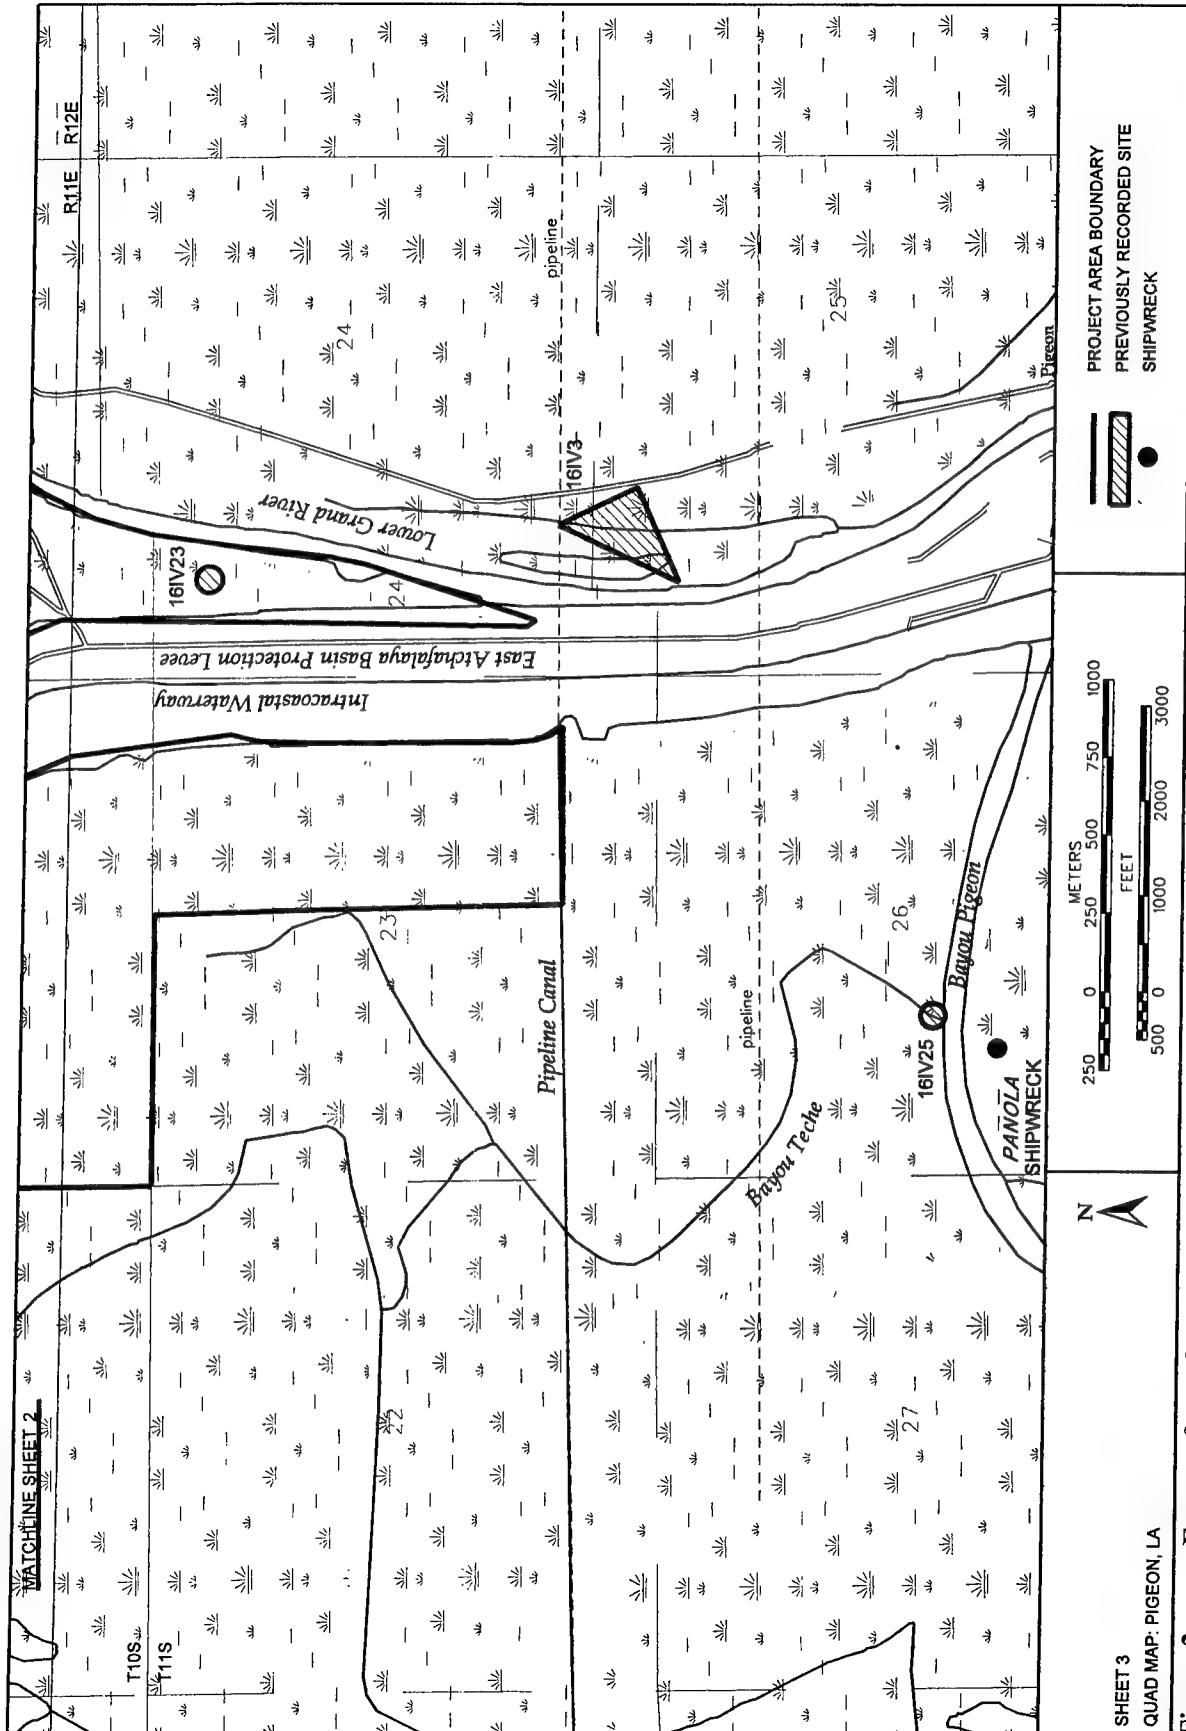 MATCHLINE SHEET 2
T10S
T11S
R11E
R12E
24
25
pipeline
16IV3
Lower Grand River
16IV23
24
East Atchafalaya Basin Protection Levee
Intracoastal Waterway
Pigeon
23
26
Pipeline Canal
pipeline
Bayou Pigeon
16IV25
PANOLA
SHIPWRECK
Bayou Teche
22
27
SHEET 3
QUAD MAP: PIGEON, LA
N
METERS
250 0 250 500 750 1000
FEET
500 0 1000 2000 3000
PROJECT AREA BOUNDARY
PREVIOUSLY RECORDED SITE
SHIPWRECK